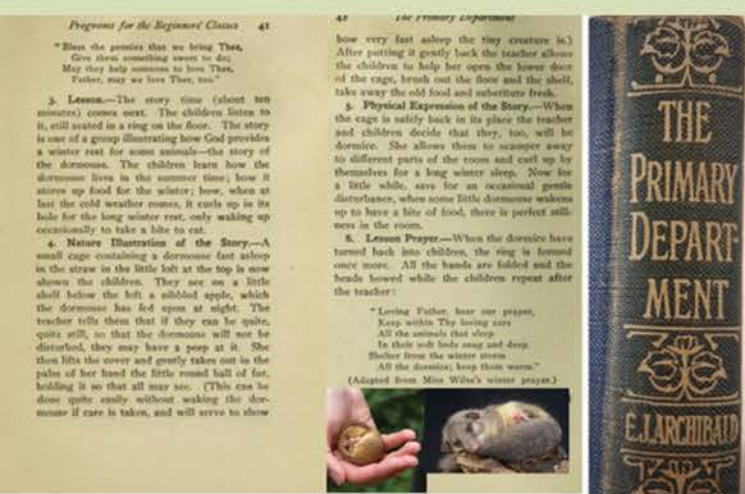 Programs for the Beginners' Classes 41
"Bless the pennies that we bring Thee,
Give them something sweet to do;
May they help someone to love Thee,
Father, may we love Thee, too."
3. Lesson.—The story time (about ten
minutes) comes next. The children listen to
it, still seated in a ring on the floor. The story
is one of a group illustrating how God provides
a winter rest for some animals—the story of
the dormouse. The children learn how the
dormouse lives in the summer time; how it
stores up food for the winter; how, when at
last the cold weather comes, it curls up in its
hole for the long winter rest, only waking up
occasionally to take a bite to eat.
4. Nature Illustration of the Story.—A
small cage containing a dormouse fast asleep
in the straw in the little loft at the top is now
shown the children. They see on a little
shelf below the loft a nibbled apple, which
the dormouse has fed upon at night. The
teacher tells them that if they can be quite,
quite still, so that the dormouse will not be
disturbed, they may have a peep at it. She
then lifts the cover and gently takes out in the
palm of her hand the little round ball of fur,
holding it so that all may see. (This can be
done quite easily without waking the dor-
mouse if care is taken, and will serve to show
42 The Primary Department
how very fast asleep the tiny creature is.)
After putting it gently back the teacher allows
the children to help her open the lower door
of the cage, brush out the floor and the shelf,
take away the old food and substitute fresh.
5. Physical Expression of the Story.—When
the cage is safely back in its place the teacher
and children decide that they, too, will be
dormice. She allows them to scamper away
to different parts of the room and curl up by
themselves for a long winter sleep. Now for
a little while, save for an occasional gentle
disturbance, when some little dormouse wakens
up to have a bite of food, there is perfect still-
ness in the room.
6. Lesson Prayer.—When the dormice have
turned back into children, the ring is formed
once more. All the hands are folded and the
heads bowed while the children repeat after
the teacher:
"Loving Father, hear our prayer,
Keep within Thy loving care
All the animals that sleep
In their soft beds snug and deep.
Shelter from the winter storm
All the dormice; keep them warm."
(Adapted from Miss Wilse's winter prayer.)
THE
PRIMARY
DEPART-
MENT
E.J.ARCHIBALD